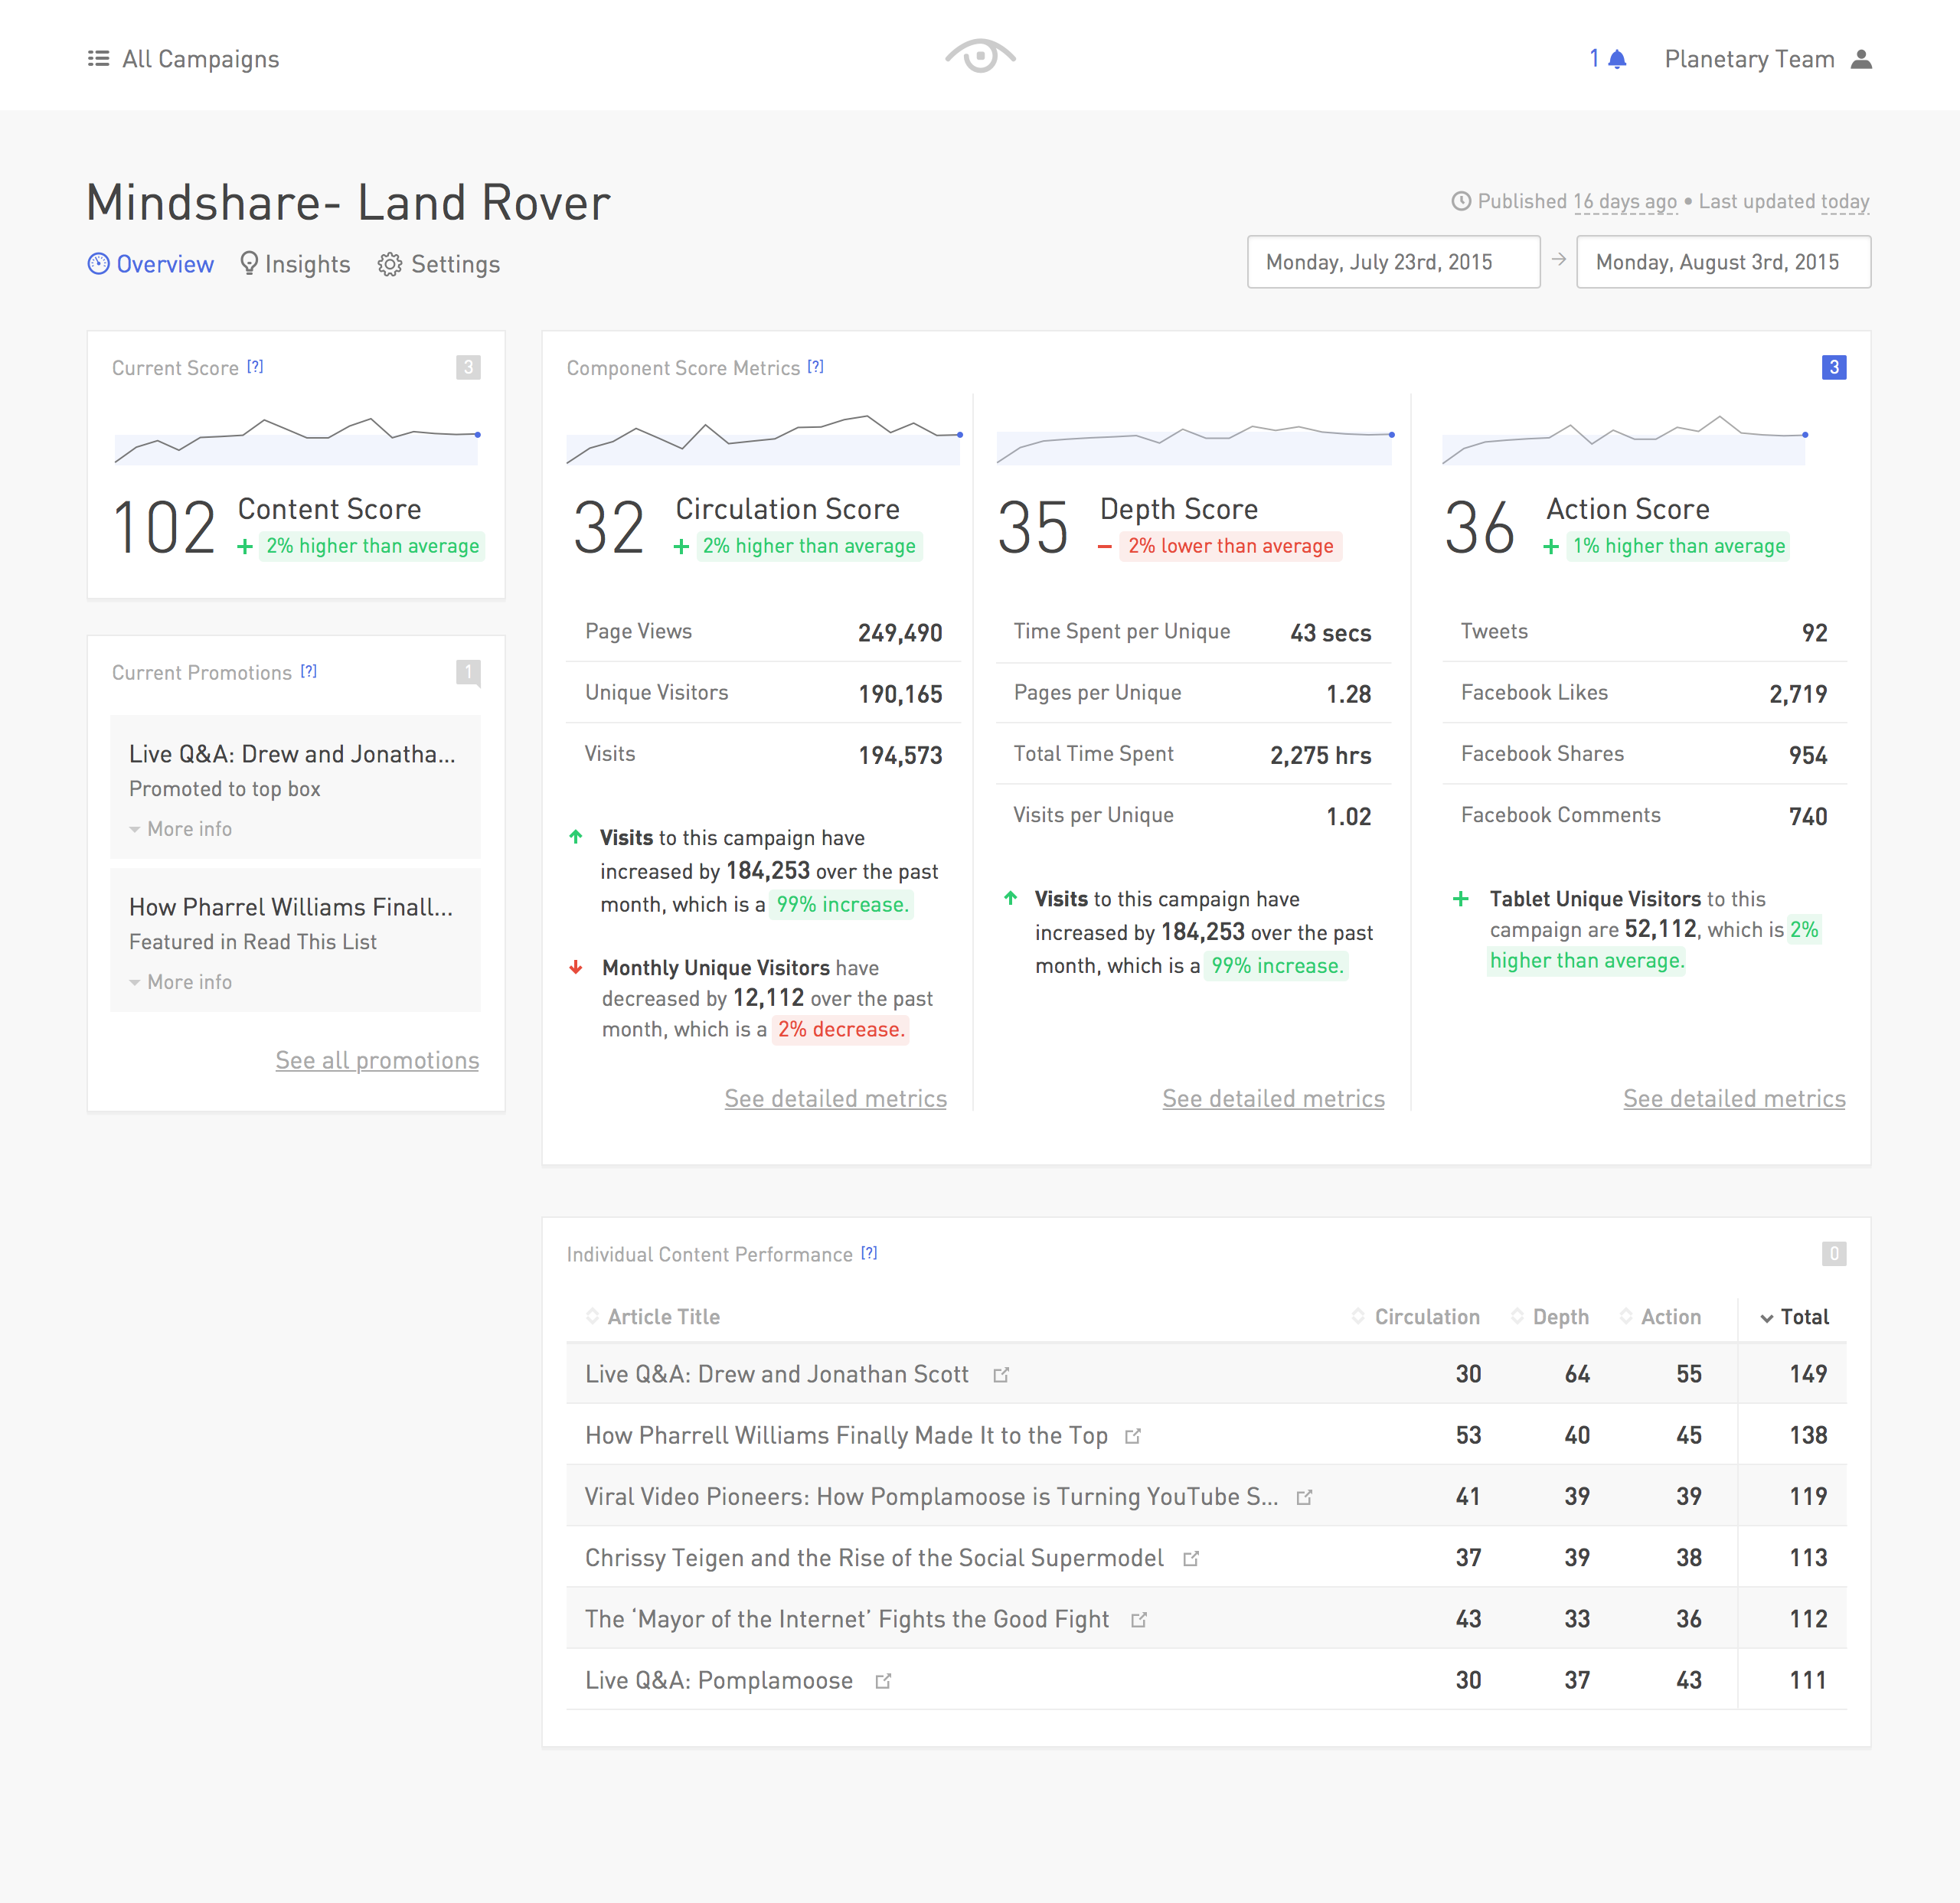 All Campaigns
1
Planetary Team
Mindshare- Land Rover
Published 16 days ago • Last updated today
Overview
Insights
Settings
Monday, July 23rd, 2015
Monday, August 3rd, 2015
Current Score [?]
3
102
Content Score
+ 2% higher than average
Current Promotions [?]
1
Live Q&A: Drew and Jonatha...
Promoted to top box
More info
How Pharrel Williams Finall...
Featured in Read This List
More info
See all promotions
Component Score Metrics [?]
3
32
Circulation Score
+ 2% higher than average
Page Views 249,490
Unique Visitors 190,165
Visits 194,573
Visits to this campaign have
increased by 184,253 over the past
month, which is a 99% increase.
Monthly Unique Visitors have
decreased by 12,112 over the past
month, which is a 2% decrease.
See detailed metrics
35
Depth Score
− 2% lower than average
Time Spent per Unique 43 secs
Pages per Unique 1.28
Total Time Spent 2,275 hrs
Visits per Unique 1.02
Visits to this campaign have
increased by 184,253 over the past
month, which is a 99% increase.
See detailed metrics
36
Action Score
+ 1% higher than average
Tweets 92
Facebook Likes 2,719
Facebook Shares 954
Facebook Comments 740
+ Tablet Unique Visitors to this
campaign are 52,112, which is 2%
higher than average.
See detailed metrics
Individual Content Performance [?]
0
Article Title Circulation Depth Action Total
Live Q&A: Drew and Jonathan Scott 30 64 55 149
How Pharrell Williams Finally Made It to the Top 53 40 45 138
Viral Video Pioneers: How Pomplamoose is Turning YouTube S... 41 39 39 119
Chrissy Teigen and the Rise of the Social Supermodel 37 39 38 113
The ‘Mayor of the Internet’ Fights the Good Fight 43 33 36 112
Live Q&A: Pomplamoose 30 37 43 111